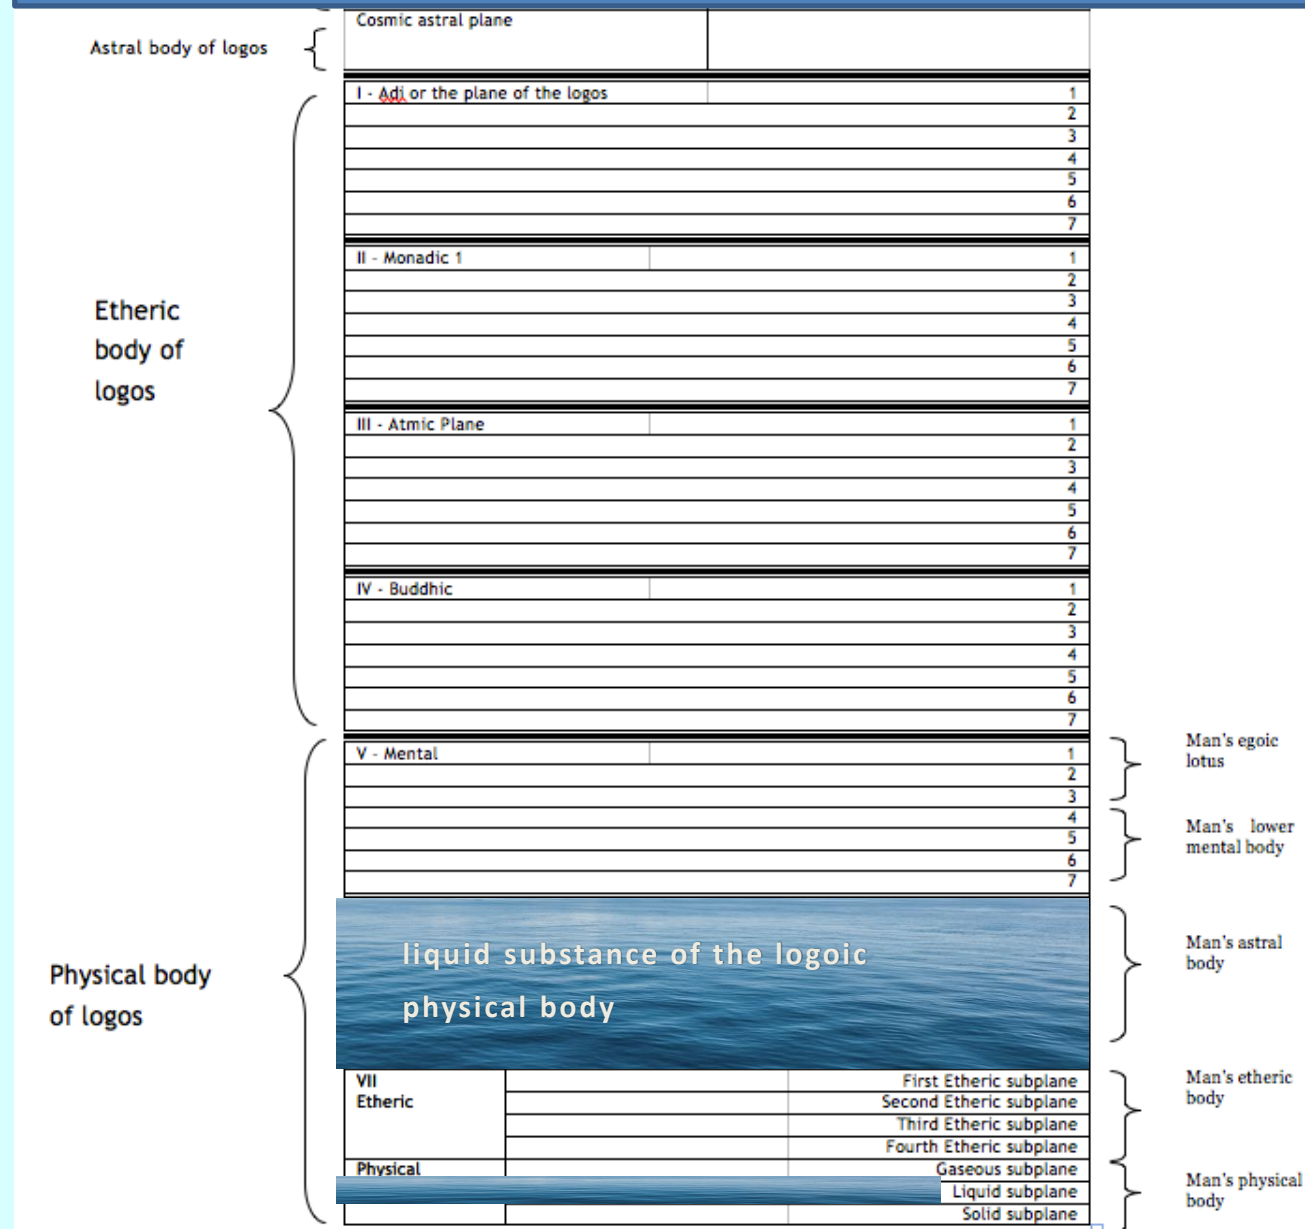 Cosmic astral plane
Astral body of logos
I - Adi or the plane of the logos 1
2
3
4
5
6
7
II - Monadic 1 1
2
3
4
5
6
7
Etheric
body of
logos
III - Atmic Plane 1
2
3
4
5
6
7
IV - Buddhic 1
2
3
4
5
6
7
V - Mental 1
2
3
4
5
6
7
Man's egoic
lotus
Man's lower
mental body
liquid substance of the logoic
physical body
Man's astral
body
Physical body
of logos
VII First Etheric subplane
Etheric Second Etheric subplane
Third Etheric subplane
Fourth Etheric subplane
Man's etheric
body
Physical Gaseous subplane
Liquid subplane
Solid subplane
Man's physical
body